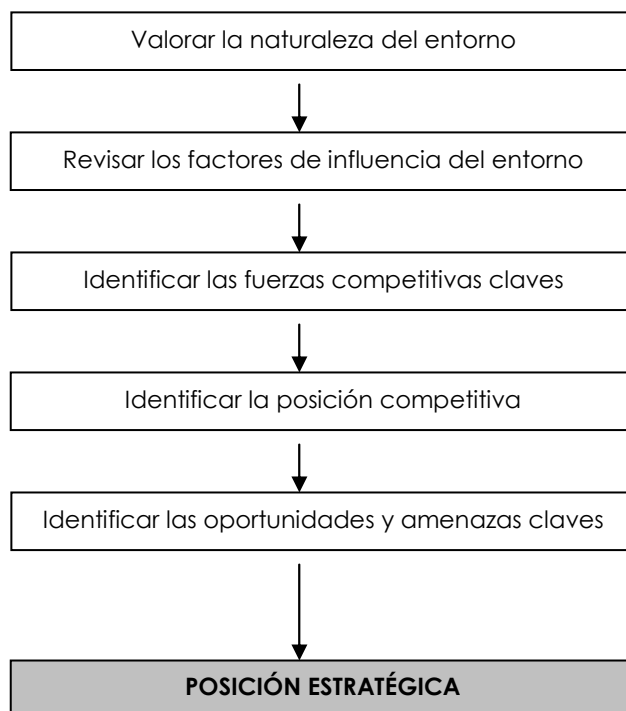 Valorar la naturaleza del entorno
Revisar los factores de influencia del entorno
Identificar las fuerzas competitivas claves
Identificar la posición competitiva
Identificar las oportunidades y amenazas claves
POSICIÓN ESTRATÉGICA